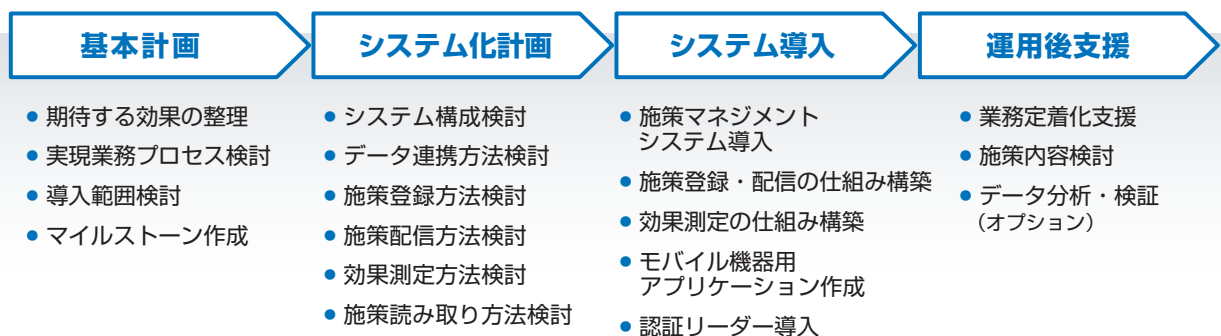 基本計画
● 期待する効果の整理
● 実現業務プロセス検討
● 導入範囲検討
● マイルストーン作成
システム化計画
● システム構成検討
● データ連携方法検討
● 施策登録方法検討
● 施策配信方法検討
● 効果測定方法検討
● 施策読み取り方法検討
システム導入
● 施策マネジメント
システム導入
● 施策登録・配信の仕組み構築
● 効果測定の仕組み構築
● モバイル機器用
アプリケーション作成
● 認証リーダー導入
運用後支援
● 業務定着化支援
● 施策内容検討
● データ分析・検証
（オプション）